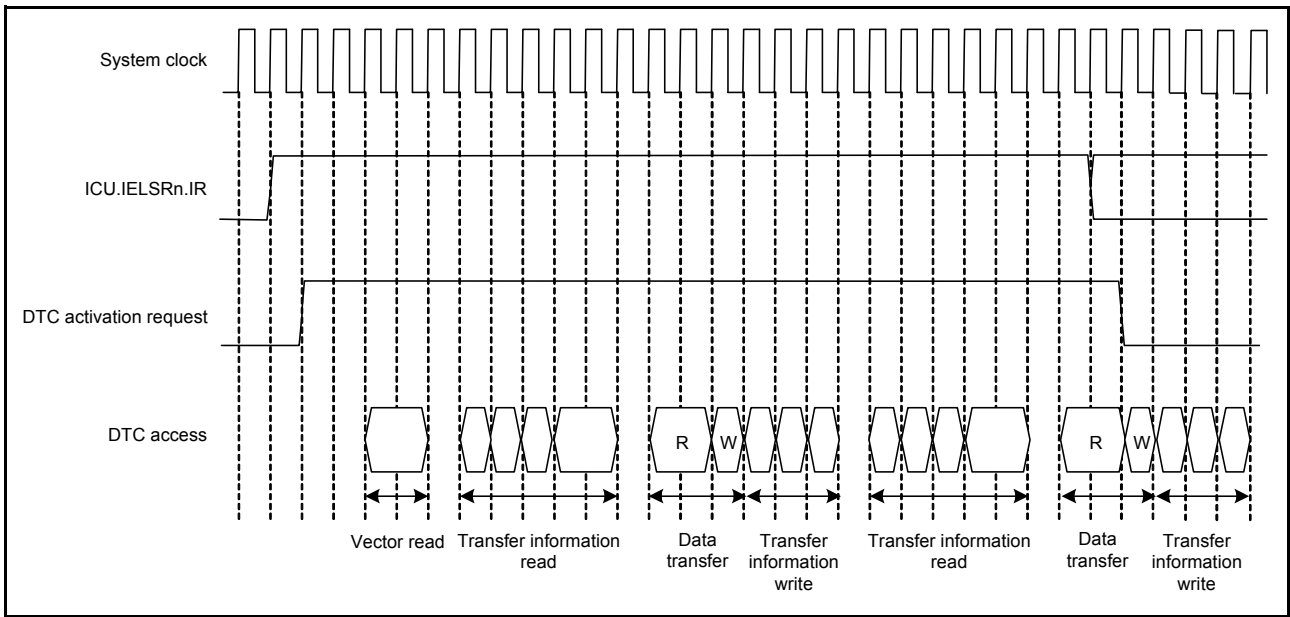 System clock
ICU.IELSRn.IR
DTC activation request
DTC access
R
W
R
W
Vector read
Transfer information
read
Data
transfer
Transfer
information
write
Transfer information
read
Data
transfer
Transfer
information
write